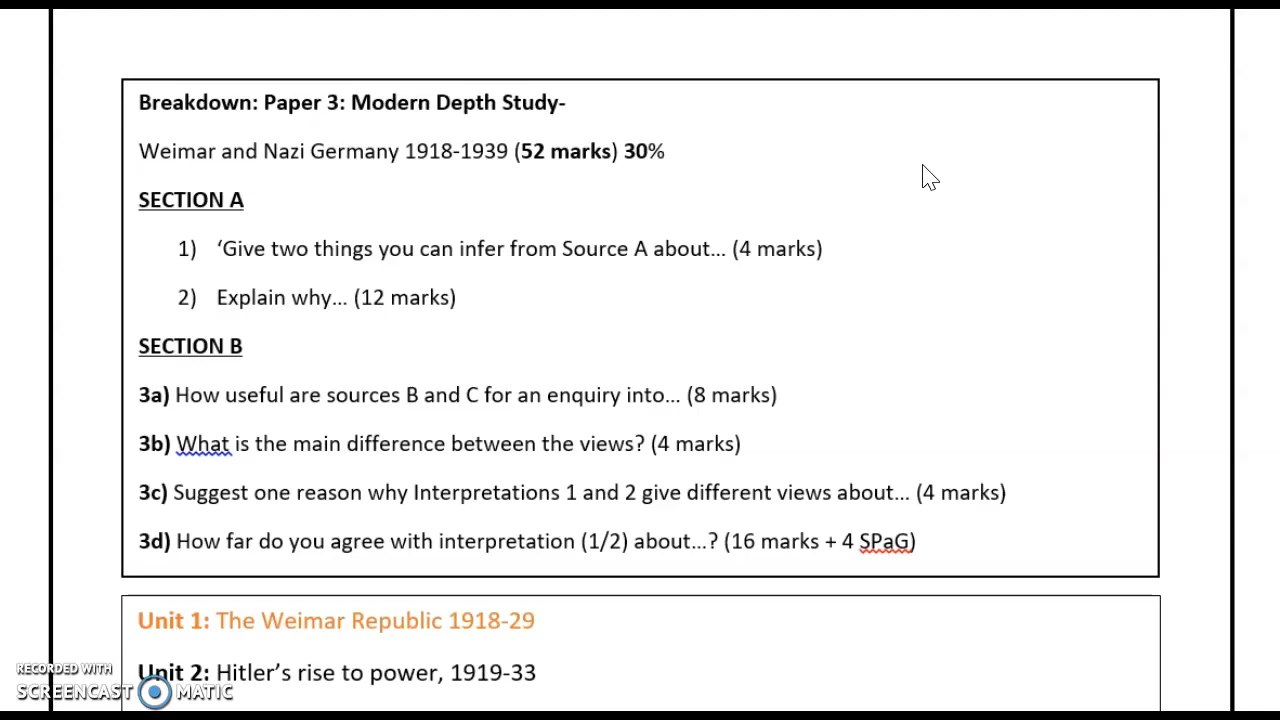 Breakdown: Paper 3: Modern Depth Study-
Weimar and Nazi Germany 1918-1939 (52 marks) 30%
SECTION A
1) ‘Give two things you can infer from Source A about... (4 marks)
2) Explain why... (12 marks)
SECTION B
3a) How useful are sources B and C for an enquiry into... (8 marks)
3b) What is the main difference between the views? (4 marks)
3c) Suggest one reason why Interpretations 1 and 2 give different views about... (4 marks)
3d) How far do you agree with interpretation (1/2) about...? (16 marks + 4 SPaG)
Unit 1: The Weimar Republic 1918-29
Unit 2: Hitler’s rise to power, 1919-33
RECORDED WITH
SCREENCAST MATIC